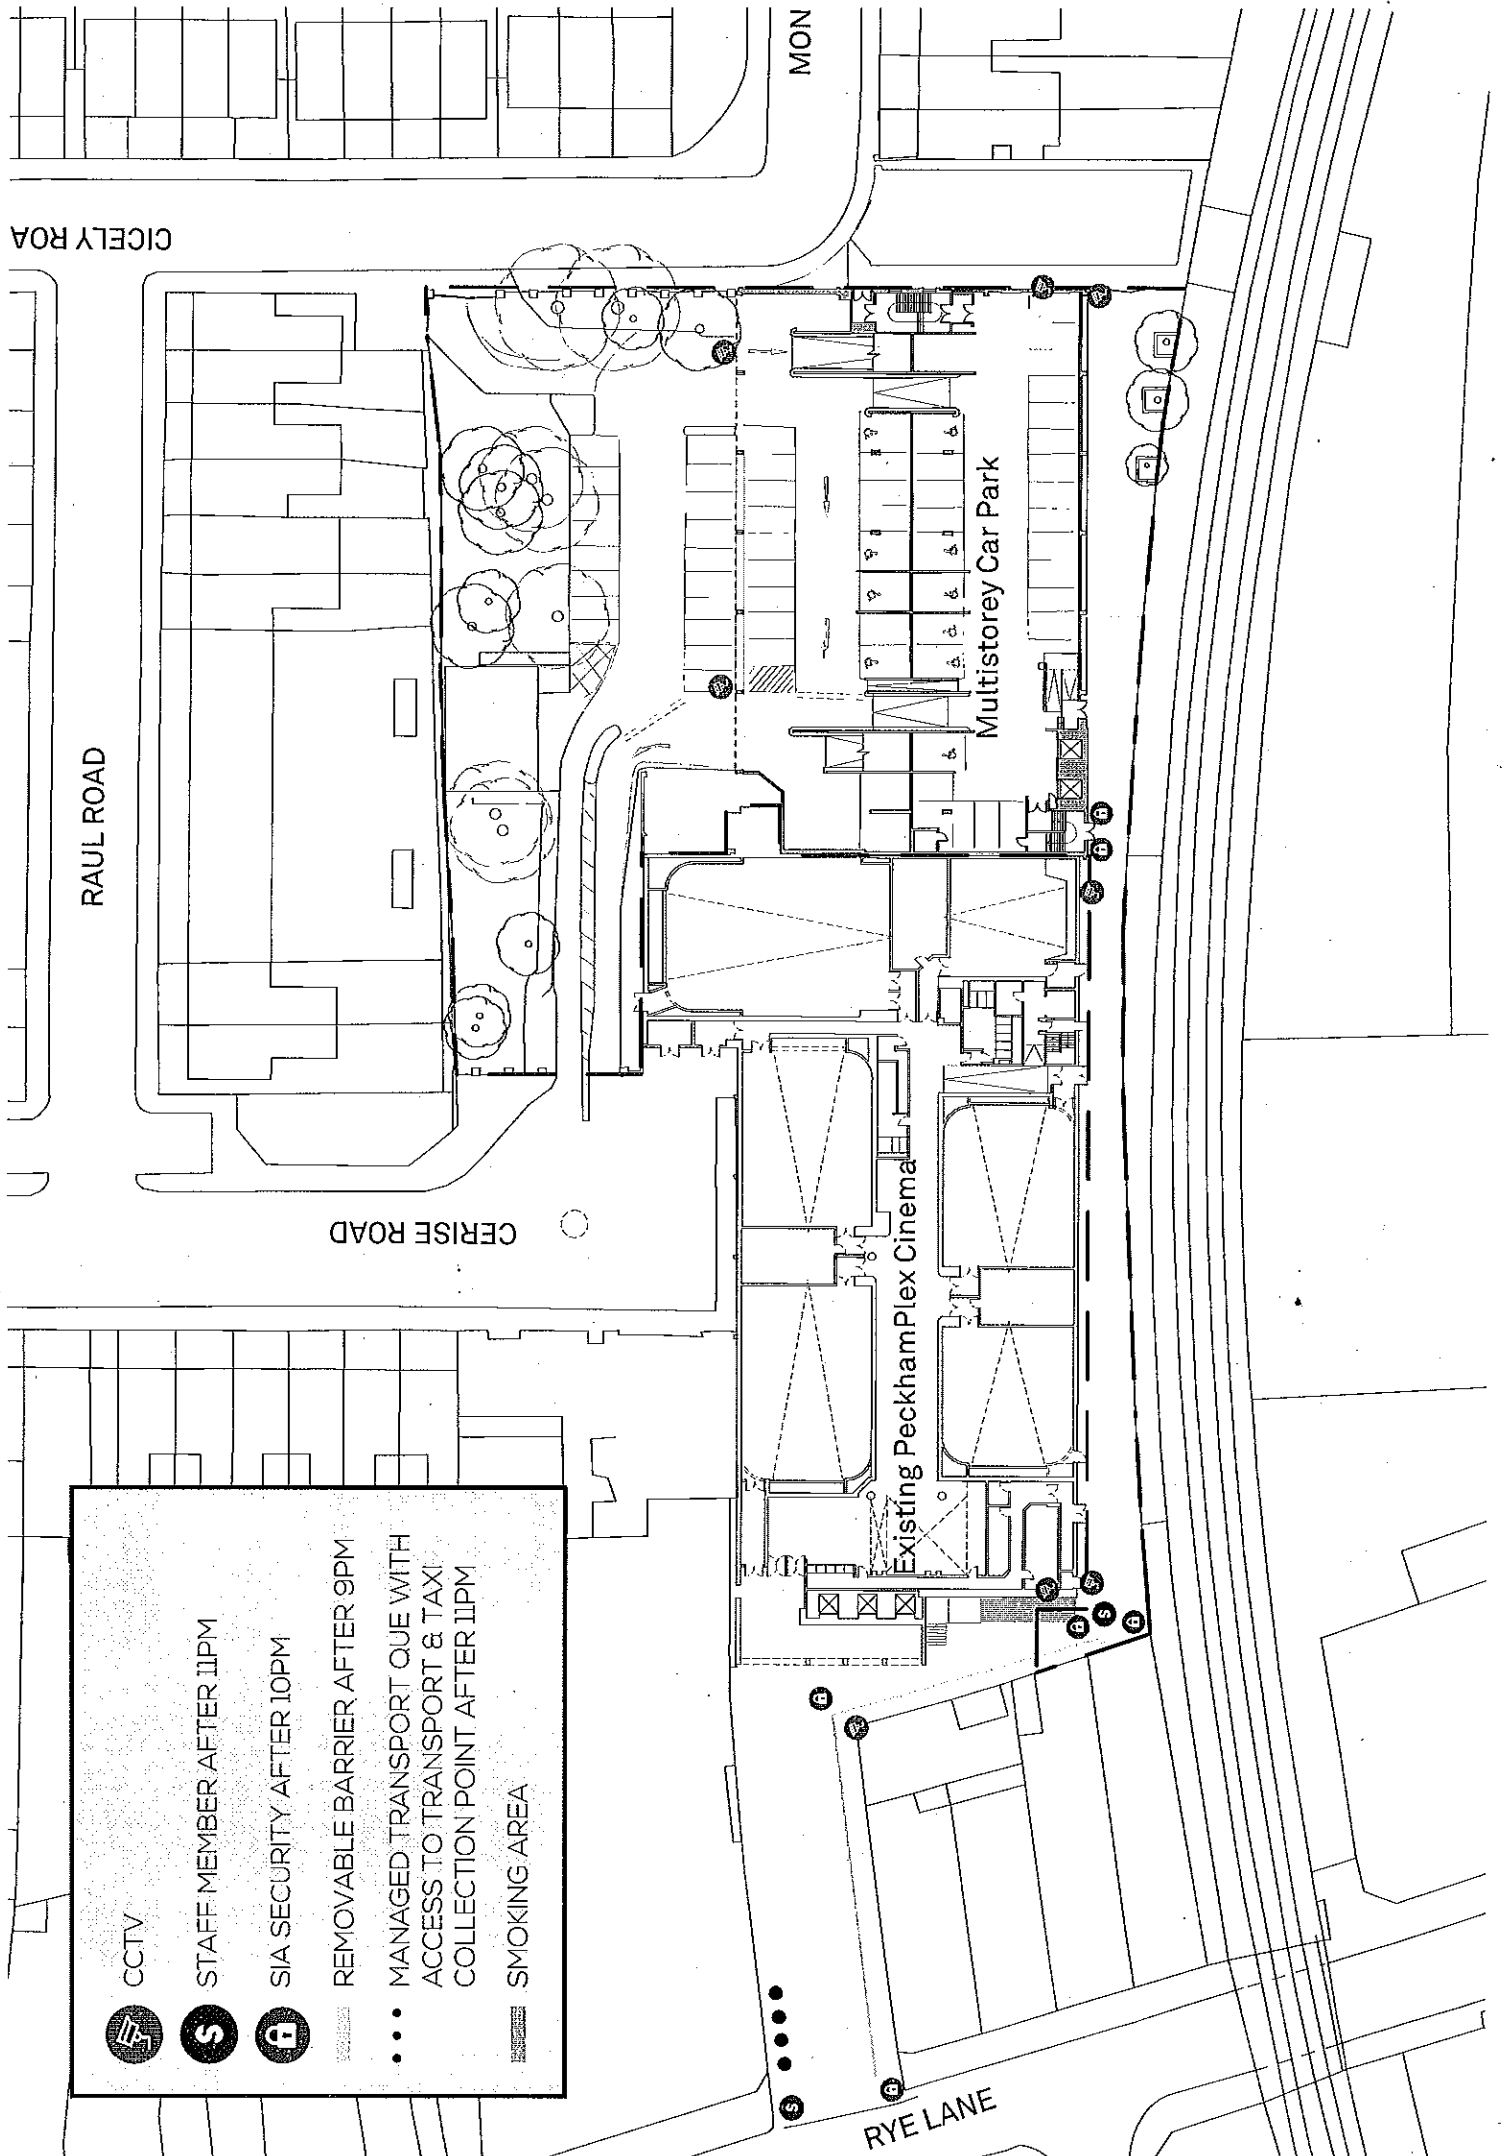 CCTV
STAFF MEMBER AFTER 11PM
SIA SECURITY AFTER 10PM
REMOVABLE BARRIER AFTER 9PM
MANAGED TRANSPORT QUE WITH
ACCESS TO TRANSPORT & TAXI
COLLECTION POINT AFTER 11PM
SMOKING AREA
S
RAUL ROAD
CICELY ROA
MON
CERISE ROAD
Multistorey Car Park
Existing PeckhamPlex Cinema
S
S
RYE LANE